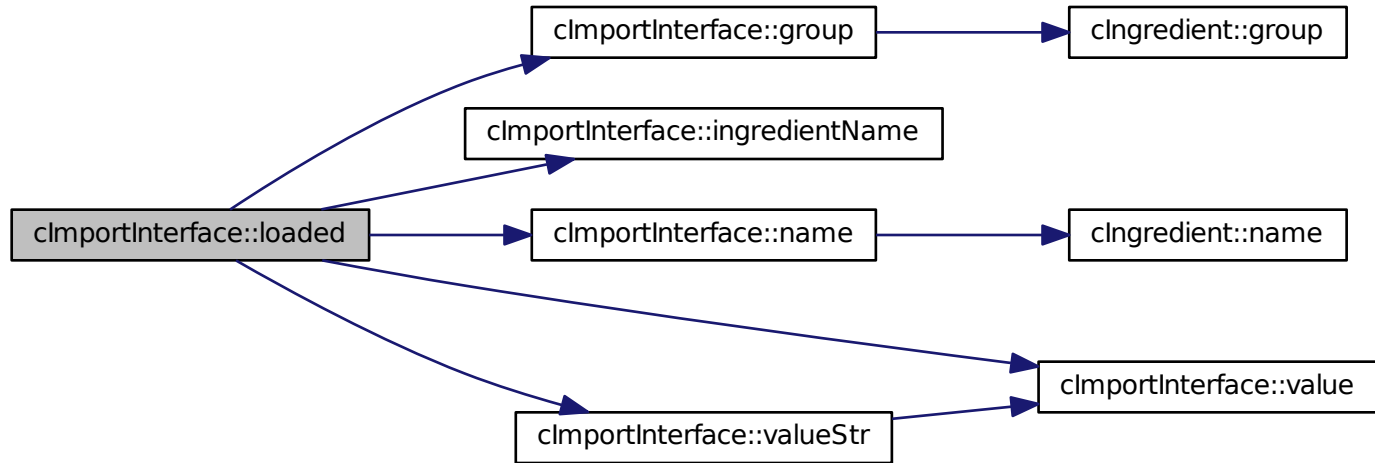 cImportInterface::group
cIngredient::group
cImportInterface::ingredientName
cImportInterface::loaded
cImportInterface::name
cIngredient::name
cImportInterface::value
cImportInterface::valueStr